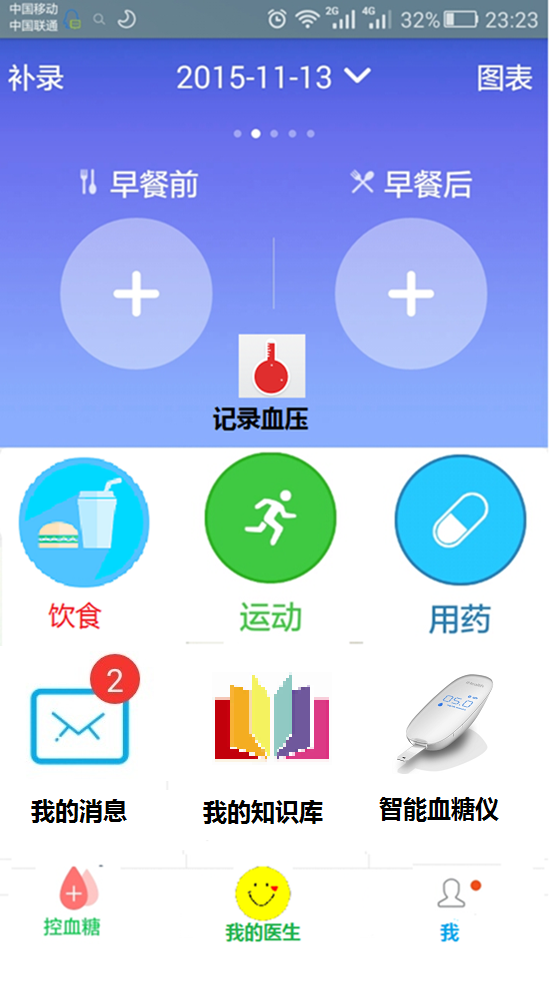 中国移动
中国联通
2G 4G 32% 23:23
补录 2015-11-13 图表
早餐前 早餐后
记录血压
饮食 运动 用药
2
05.0
我的消息 我的知识库 智能血糖仪
控血糖 我的医生 我